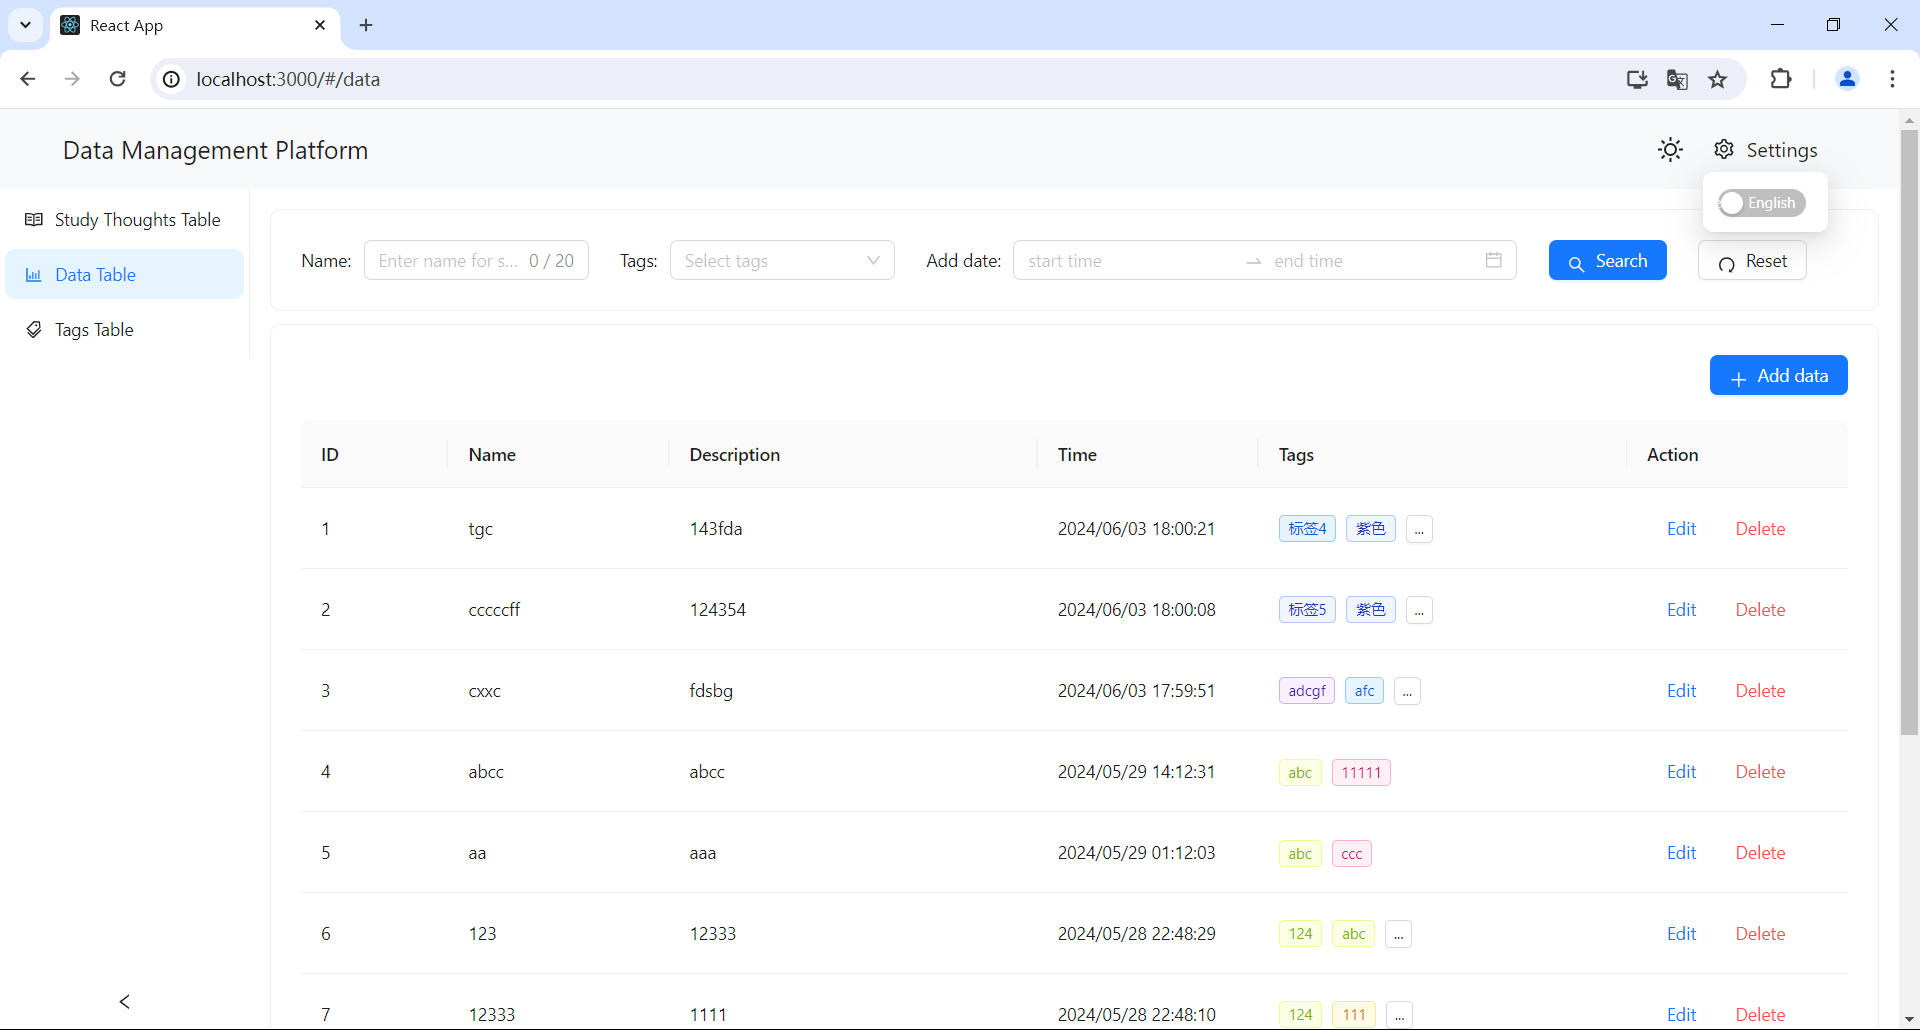 React App
localhost:3000/#/data
Data Management Platform
Settings
English
Study Thoughts Table
Data Table
Tags Table
Name: Enter name for s... 0 / 20 Tags: Select tags Add date: start time end time Search Reset
Add data
ID Name Description Time Tags Action
1 tgc 143fda 2024/06/03 18:00:21 标签4 紫色 ... Edit Delete
2 cccccff 124354 2024/06/03 18:00:08 标签5 紫色 ... Edit Delete
3 cxxc fdsbg 2024/06/03 17:59:51 adcgf afc ... Edit Delete
4 abcc abcc 2024/05/29 14:12:31 abc 11111 Edit Delete
5 aa aaa 2024/05/29 01:12:03 abc ccc Edit Delete
6 123 12333 2024/05/28 22:48:29 124 abc ... Edit Delete
7 12333 1111 2024/05/28 22:48:10 124 111 ... Edit Delete